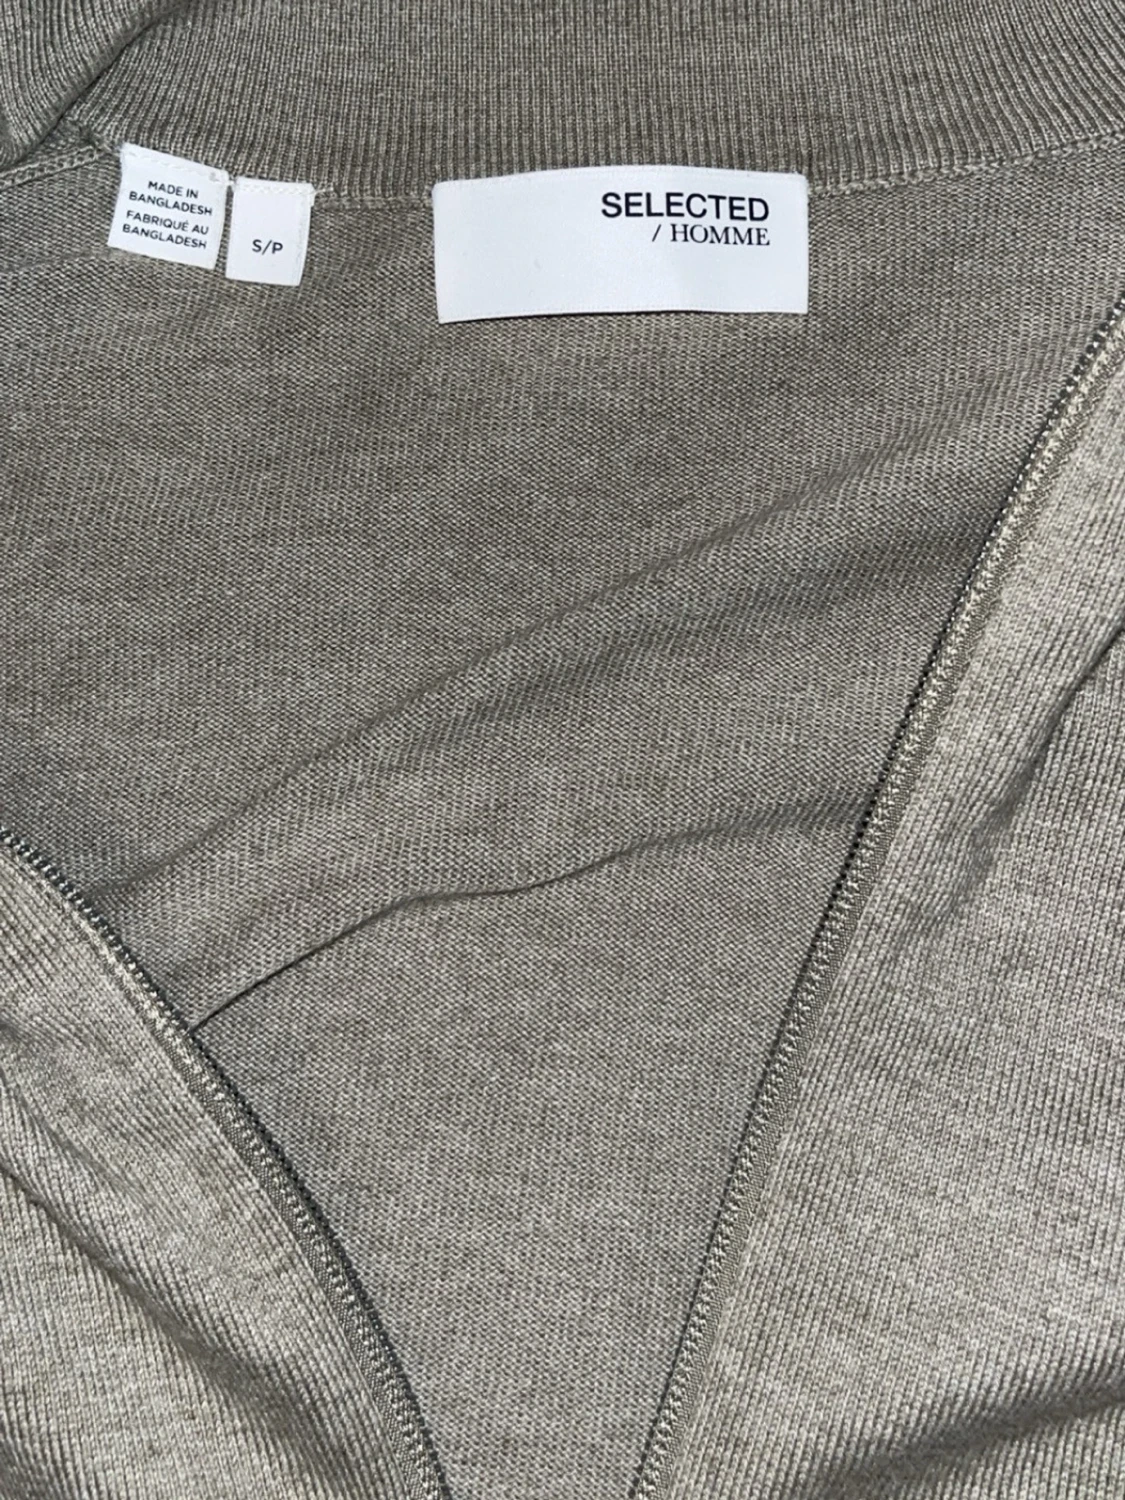 MADE IN
BANGLADESH
FABRIQUÉ AU
BANGLADESH
S/P
SELECTED
/ HOMME